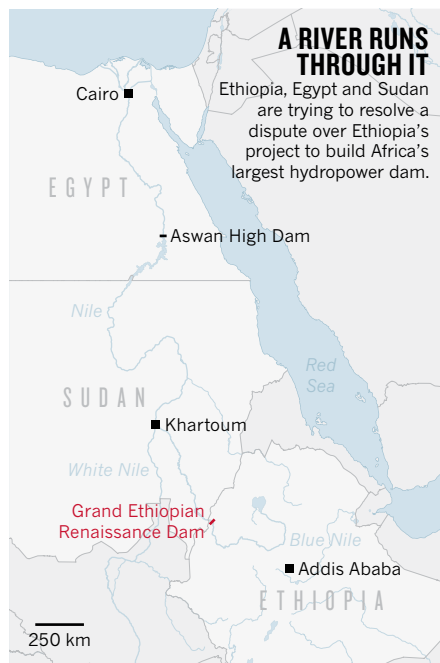 A RIVER RUNS
THROUGH IT
Ethiopia, Egypt and Sudan
are trying to resolve a
dispute over Ethiopia’s
project to build Africa’s
largest hydropower dam.
Cairo
EGYPT
Aswan High Dam
Nile
Red
Sea
SUDAN
Khartoum
White Nile
Grand Ethiopian
Renaissance Dam
Blue Nile
Addis Ababa
ETHIOPIA
250 km